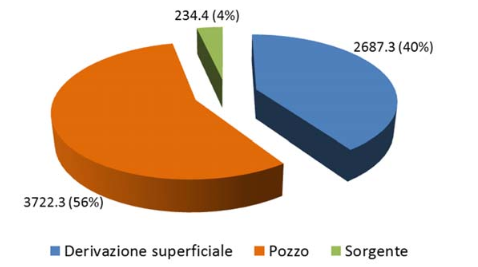 234.4 (4%)
2687.3 (40%)
3722.3 (56%)
Derivazione superficiale Pozzo Sorgente